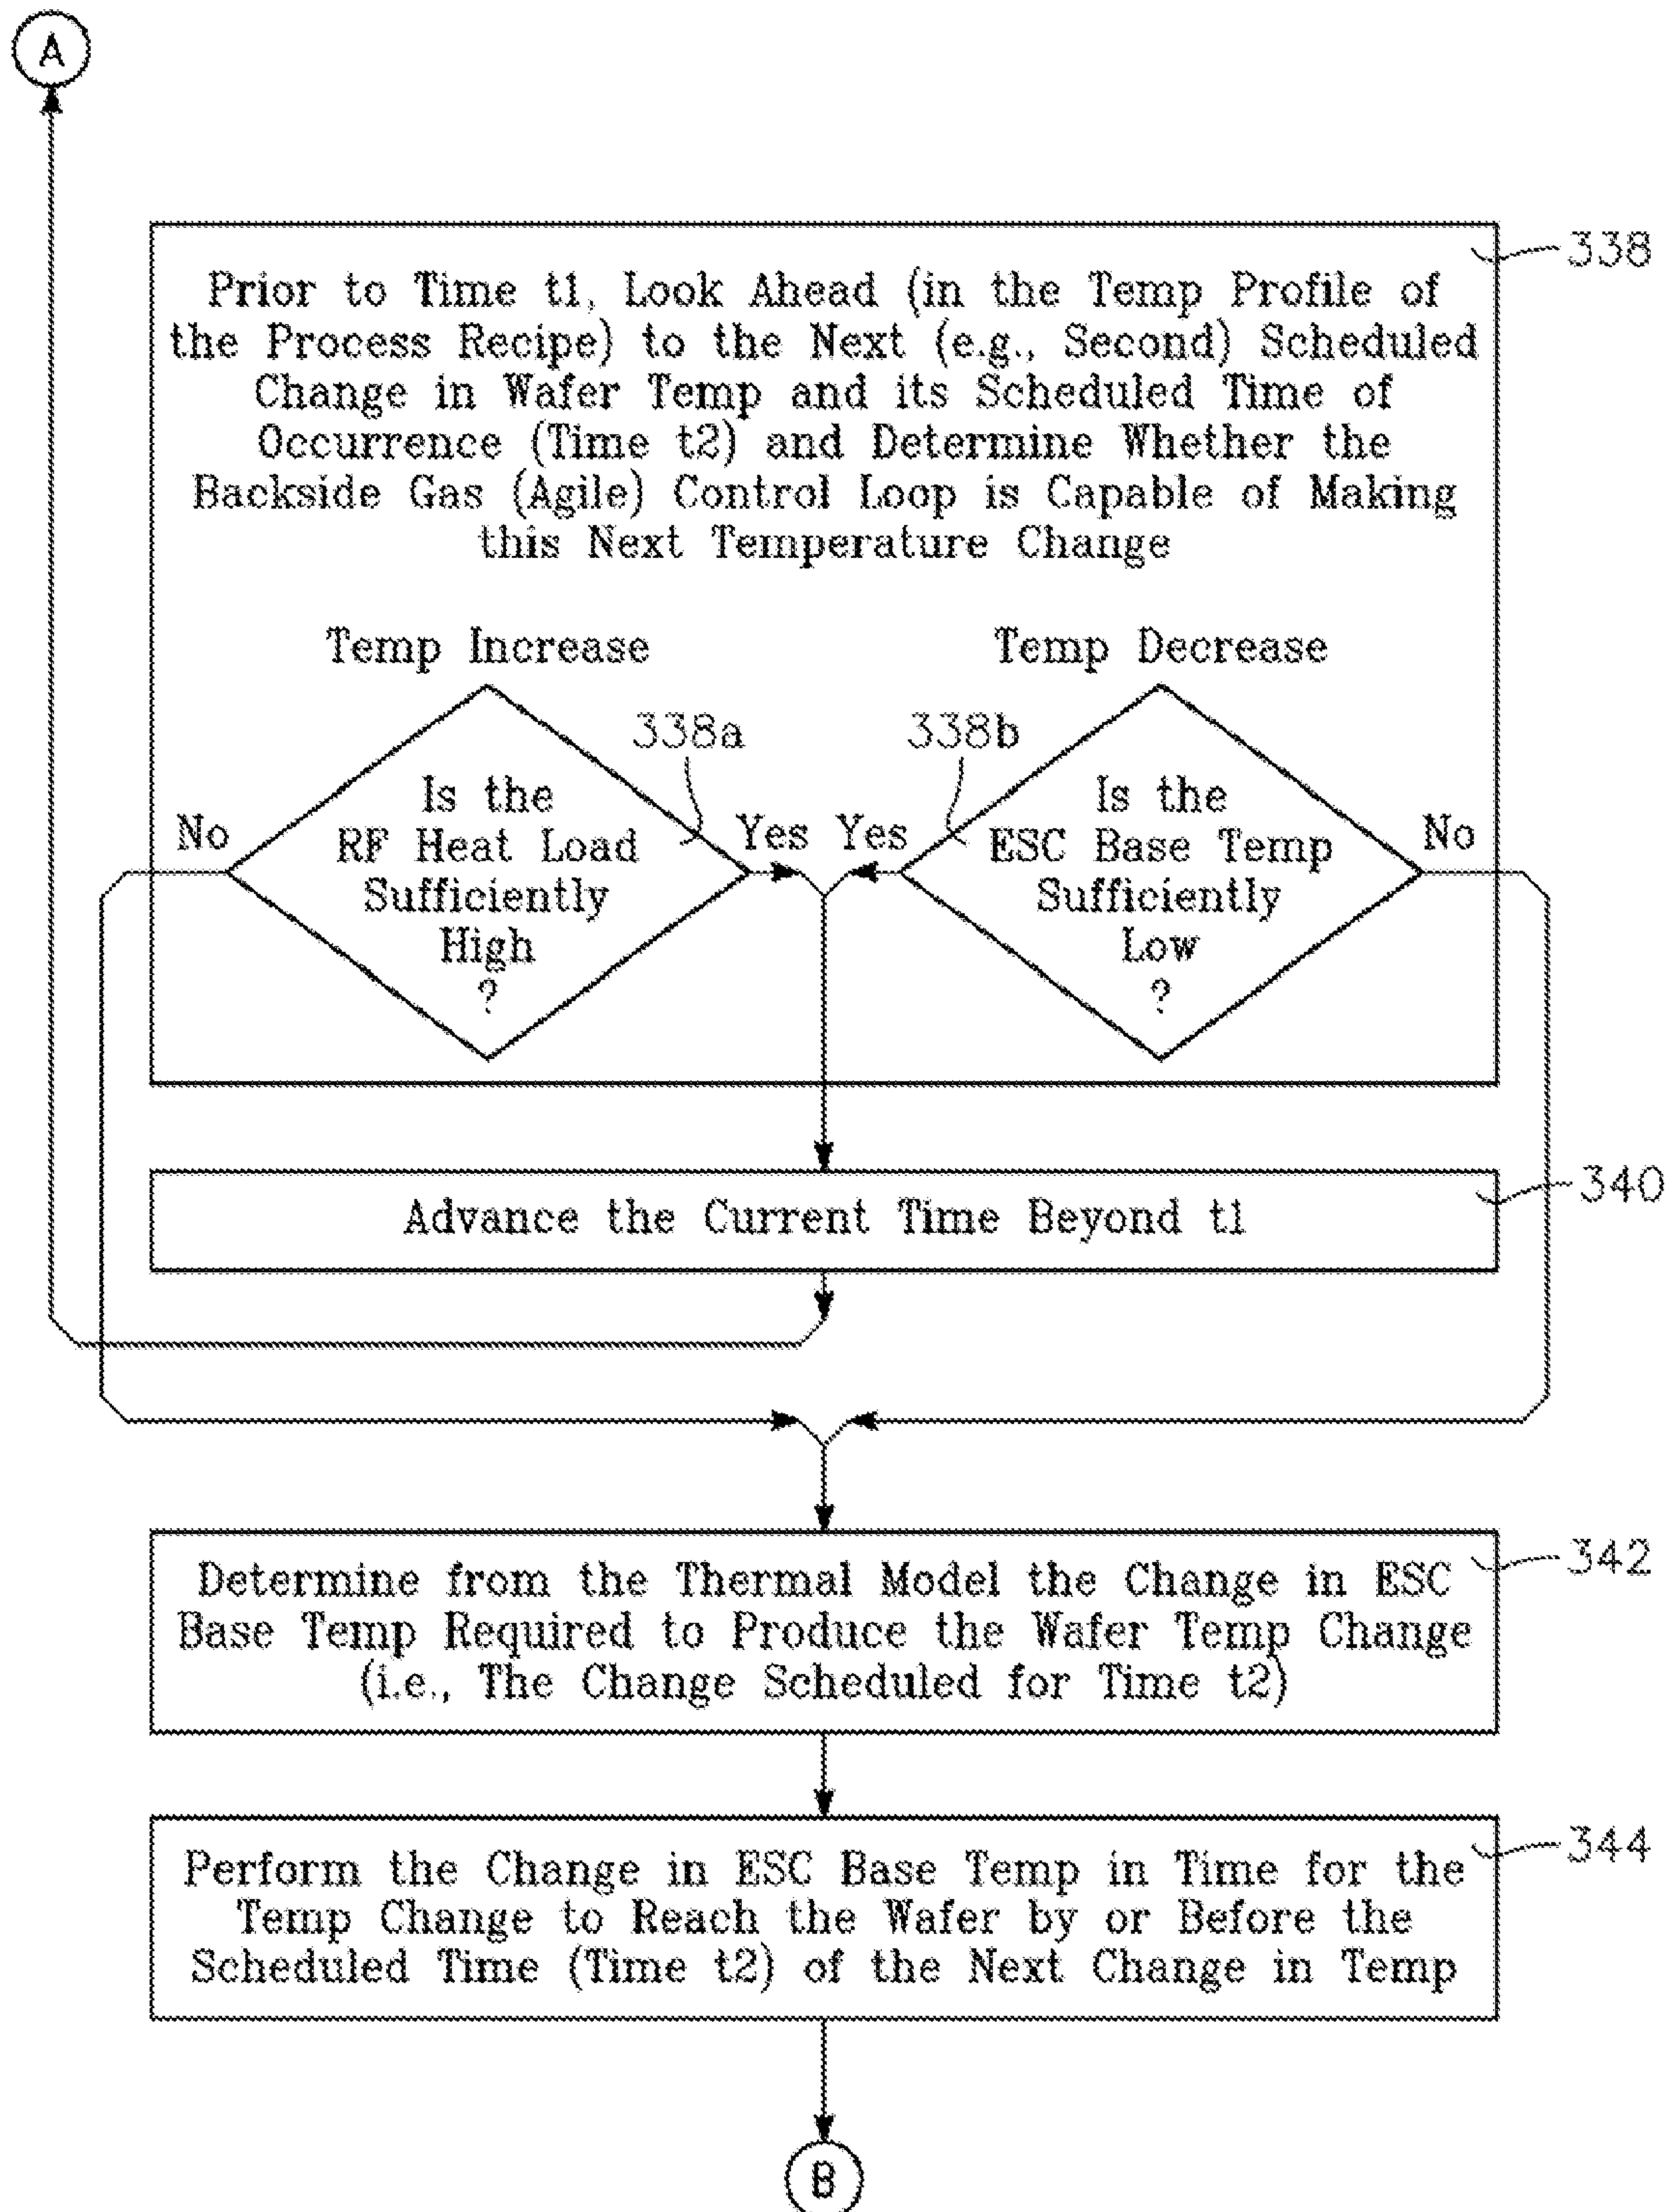 A
338
Prior to Time t1, Look Ahead (in the Temp Profile of
the Process Recipe) to the Next (e.g., Second) Scheduled
Change in Wafer Temp and its Scheduled Time of
Occurrence (Time t2) and Determine Whether the
Backside Gas (Agile) Control Loop is Capable of Making
this Next Temperature Change
Temp Increase
Temp Decrease
338a
338b
No
Is the
RF Heat Load
Sufficiently
High
?
Yes
Yes
Is the
ESC Base Temp
Sufficiently
Low
?
No
340
Advance the Current Time Beyond t1
342
Determine from the Thermal Model the Change in ESC
Base Temp Required to Produce the Wafer Temp Change
(i.e., The Change Scheduled for Time t2)
344
Perform the Change in ESC Base Temp in Time for the
Temp Change to Reach the Wafer by or Before the
Scheduled Time (Time t2) of the Next Change in Temp
B